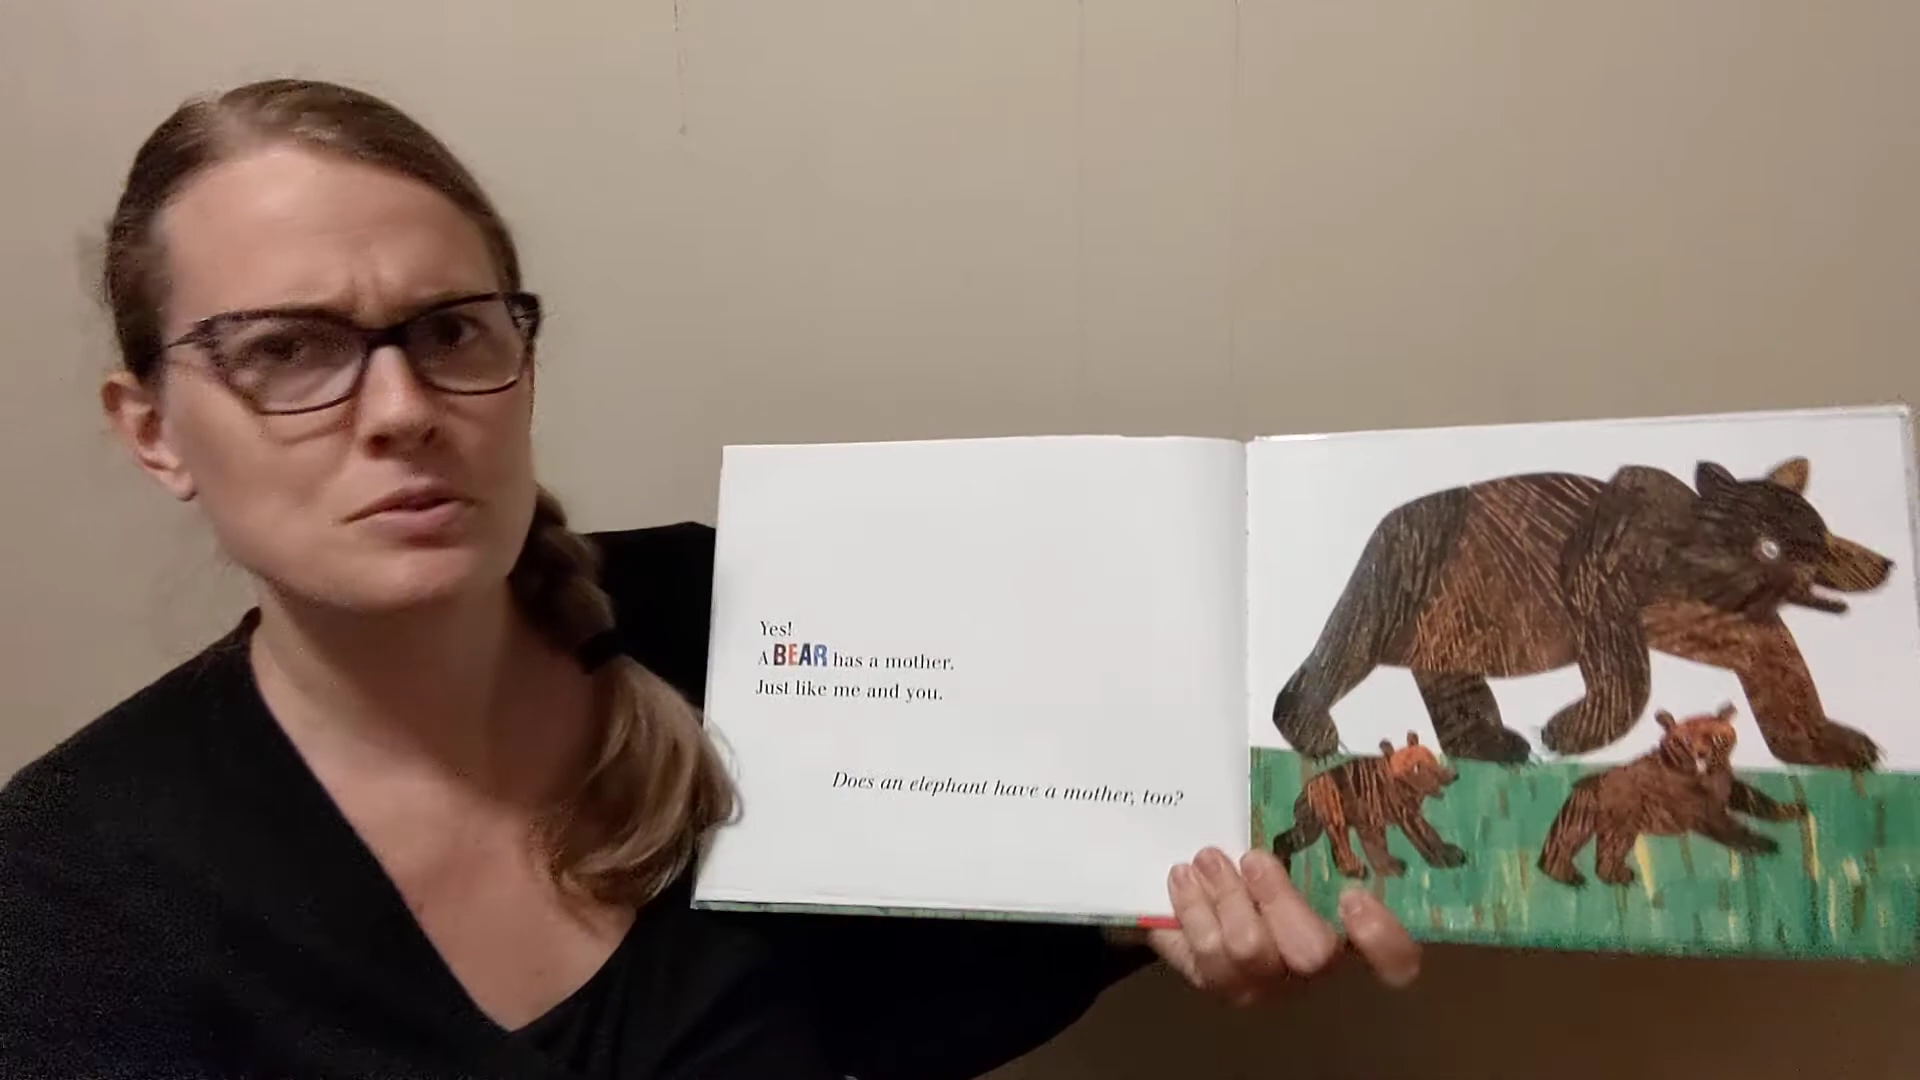 Yes!
A BEAR has a mother.
Just like me and you.
Does an elephant have a mother, too?